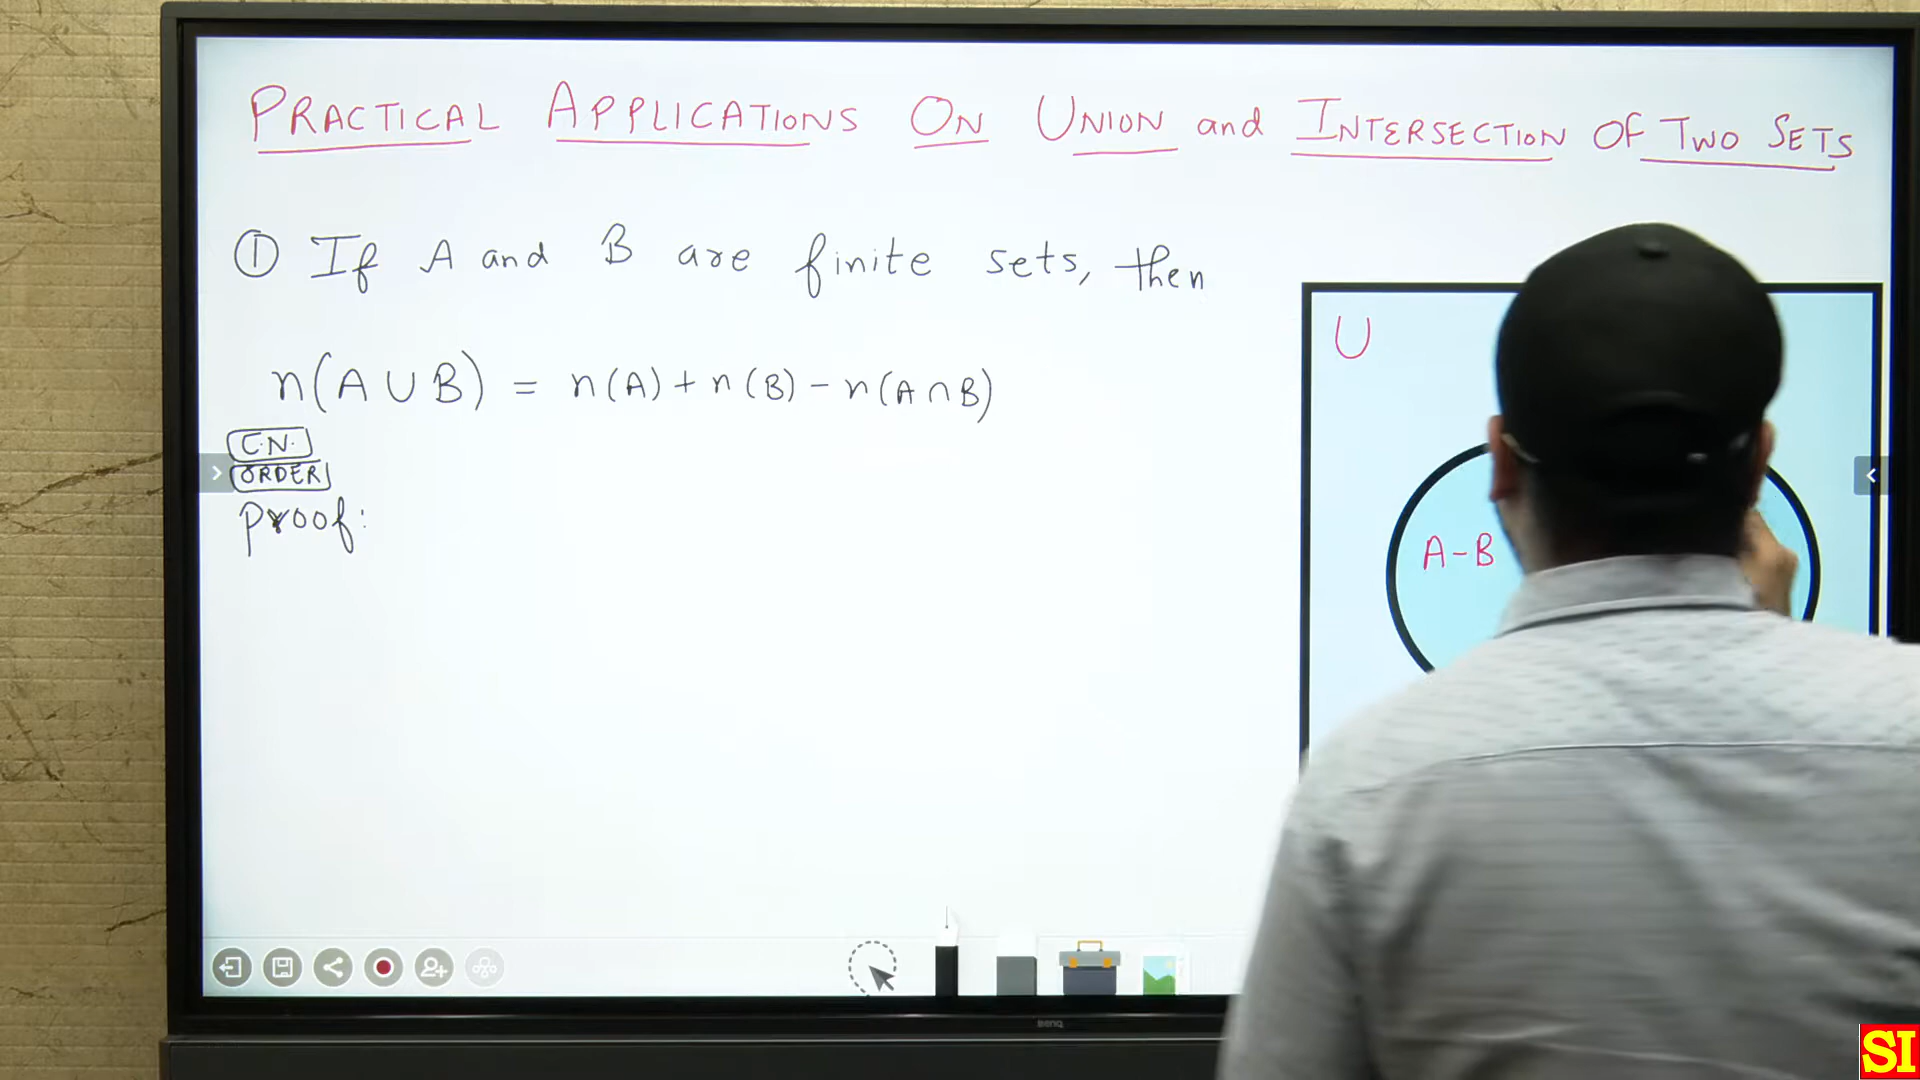 PRACTICAL APPLICATIONS ON UNION and INTERSECTION OF TWO SETS
① If A and B are finite sets, then
n(A ∪ B) = n(A) + n(B) - n(A ∩ B)
C.N.
ORDER
Proof:
U
A-B
BenQ
SI